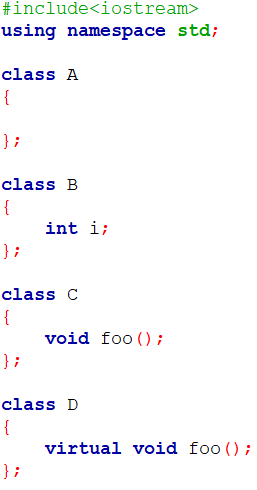 #include<iostream>
using namespace std;
class A
{
};
class B
{
    int i;
};
class C
{
    void foo();
};
class D
{
    virtual void foo();
};